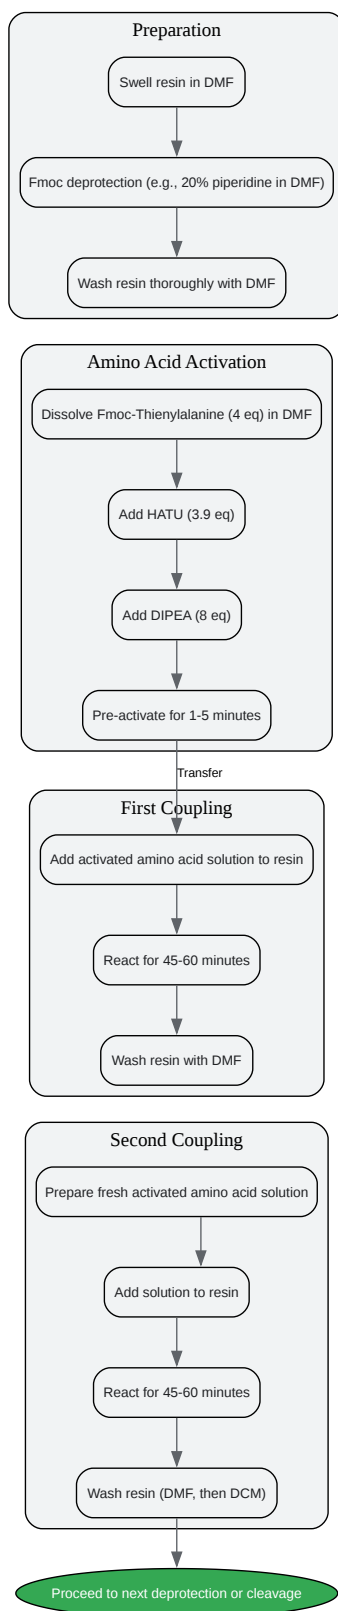 Preparation
Swell resin in DMF
Fmoc deprotection (e.g., 20% piperidine in DMF)
Wash resin thoroughly with DMF
Amino Acid Activation
Dissolve Fmoc-Thienylalanine (4 eq) in DMF
Add HATU (3.9 eq)
Add DIPEA (8 eq)
Pre-activate for 1-5 minutes
Transfer
First Coupling
Add activated amino acid solution to resin
React for 45-60 minutes
Wash resin with DMF
Second Coupling
Prepare fresh activated amino acid solution
Add solution to resin
React for 45-60 minutes
Wash resin (DMF, then DCM)
Proceed to next deprotection or cleavage